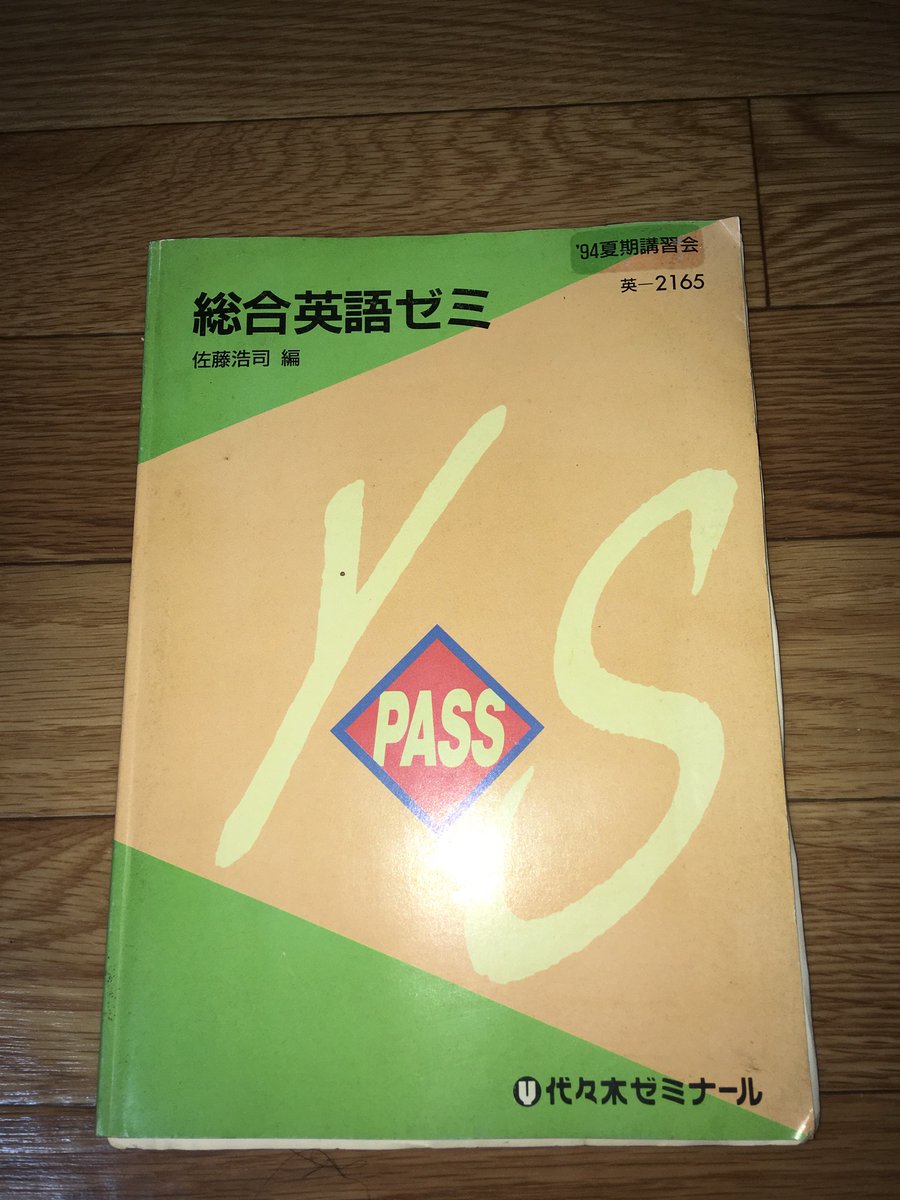 '94夏期講習会
英−2165
総合英語ゼミ
佐藤浩司 編
YS
PASS
代々木ゼミナール